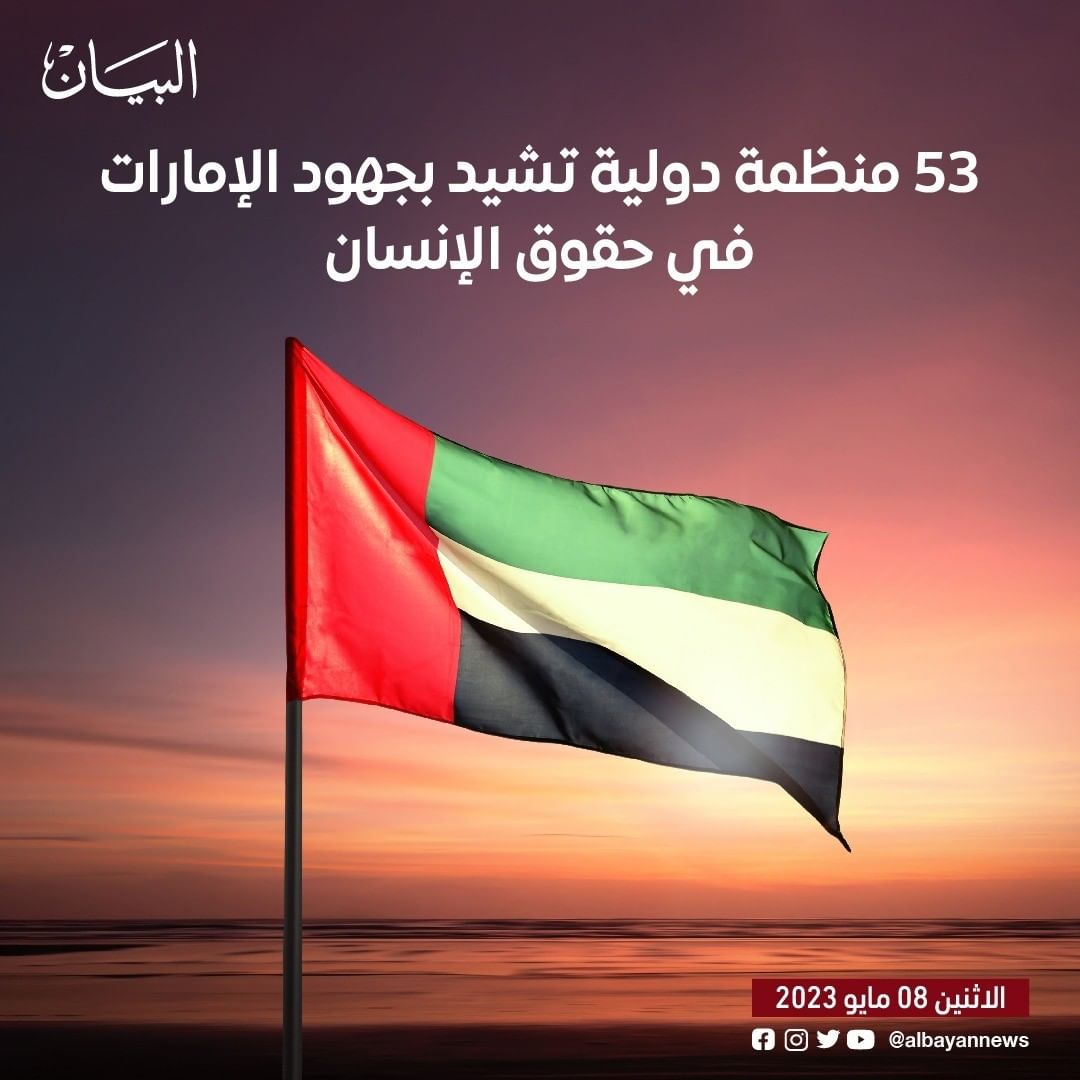 البيان
53 منظمة دولية تشيد بجهود الإمارات
في حقوق الإنسان
الاثنين 08 مايو 2023
@albayannews